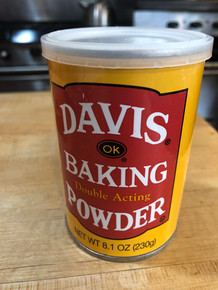 DAVIS®
OK
BAKING
Double Acting
POWDER®
NET WT 8.1 OZ (230g)